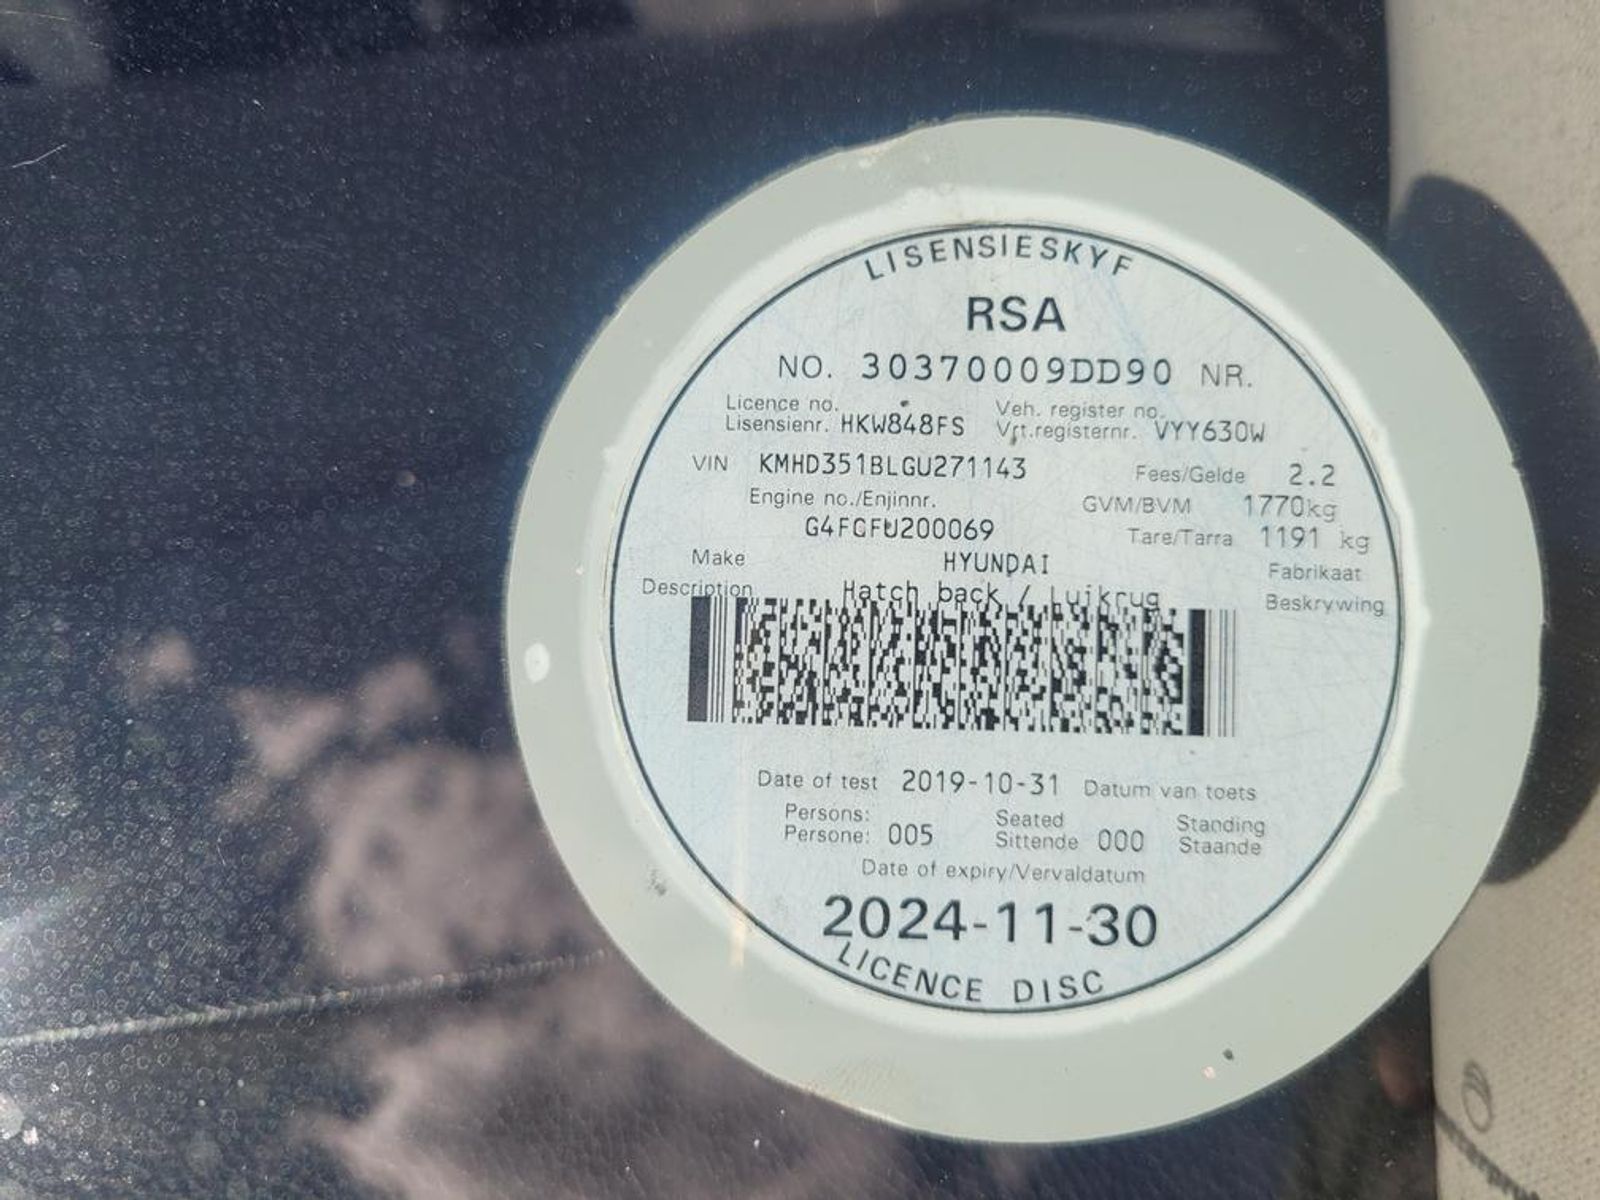 LISENSIESKYF
RSA
NO. 30370009DD90 NR.
Licence no. Veh. register no.
Lisensienr. HKW848FS Vrt.registernr. VYY630W
VIN KMHD351BLGU271143 Fees/Gelde 2.2
Engine no./Enjinnr. GVM/BVM 1770kg
G4FGFU200069 Tare/Tarra 1191 kg
Make HYUNDAI Fabrikaat
Description Hatch back / Luikrug Beskrywing
Date of test 2019-10-31 Datum van toets
Persons: Seated Standing
Persone: 005 Sittende 000 Staande
Date of expiry/Vervaldatum
2024-11-30
LICENCE DISC